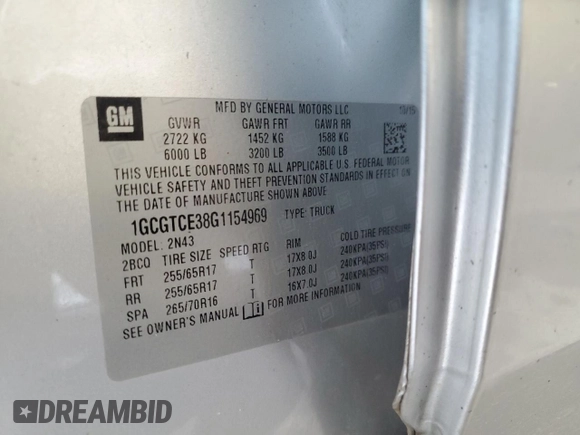 MFD BY GENERAL MOTORS LLC 10/15
GM
GVWR GAWR FRT GAWR RR
2722 KG 1452 KG 1588 KG
6000 LB 3200 LB 3500 LB
THIS VEHICLE CONFORMS TO ALL APPLICABLE U.S. FEDERAL MOTOR
VEHICLE SAFETY AND THEFT PREVENTION STANDARDS IN EFFECT
ON THE DATE OF MANUFACTURE SHOWN ABOVE.
1GCGTCE38G1154969 TYPE: TRUCK
MODEL: 2N43
2BCO TIRE SIZE SPEED RTG RIM COLD TIRE PRESSURE
FRT 255/65R17 T 17X8.0J 240KPA(35PSI)
RR 255/65R17 T 17X8.0J 240KPA(35PSI)
SPA 265/70R16 T 16X7.0J 240KPA(35PSI)
SEE OWNER'S MANUAL i FOR MORE INFORMATION
DREAMBID